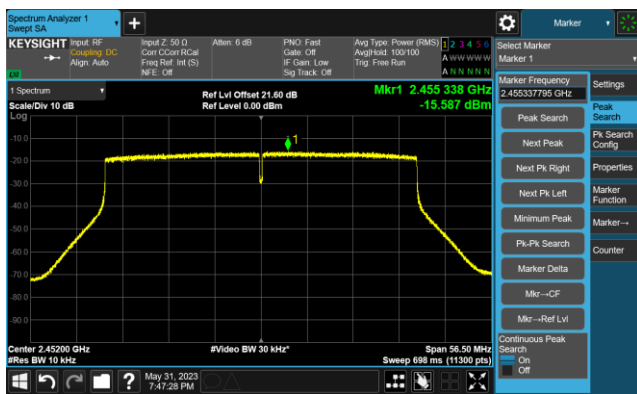 Spectrum Analyzer 1
Swept SA
+
Marker
KEYSIGHT
Input: RF
Coupling: DC
Align: Auto
Input Z: 50 Ω
Corr CCorr RCal
Freq Ref: Int (S)
NFE: Off
Atten: 6 dB
PNO: Fast
Gate: Off
IF Gain: Low
Sig Track: Off
Avg Type: Power (RMS)
Avg|Hold: 100/100
Trig: Free Run
1 2 3 4 5 6
A W W W W W
A N N N N N
LXI
Select Marker
Marker 1
1 Spectrum
Scale/Div 10 dB
Log
Ref Lvl Offset 21.60 dB
Ref Level 0.00 dBm
Mkr1 2.455 338 GHz
-15.587 dBm
1
-10.0
-20.0
-30.0
-40.0
-50.0
-60.0
-70.0
-80.0
-90.0
Center 2.45200 GHz
#Res BW 10 kHz
#Video BW 30 kHz*
Span 56.50 MHz
Sweep 698 ms (11300 pts)
Marker Frequency
2.455337795 GHz
Peak Search
Next Peak
Next Pk Right
Next Pk Left
Minimum Peak
Pk-Pk Search
Marker Delta
Mkr→CF
Mkr→Ref Lvl
Continuous Peak
Search
On
Off
Settings
Peak
Search
Pk Search
Config
Properties
Marker
Function
Marker→
Counter
?
May 31, 2023
7:47:28 PM